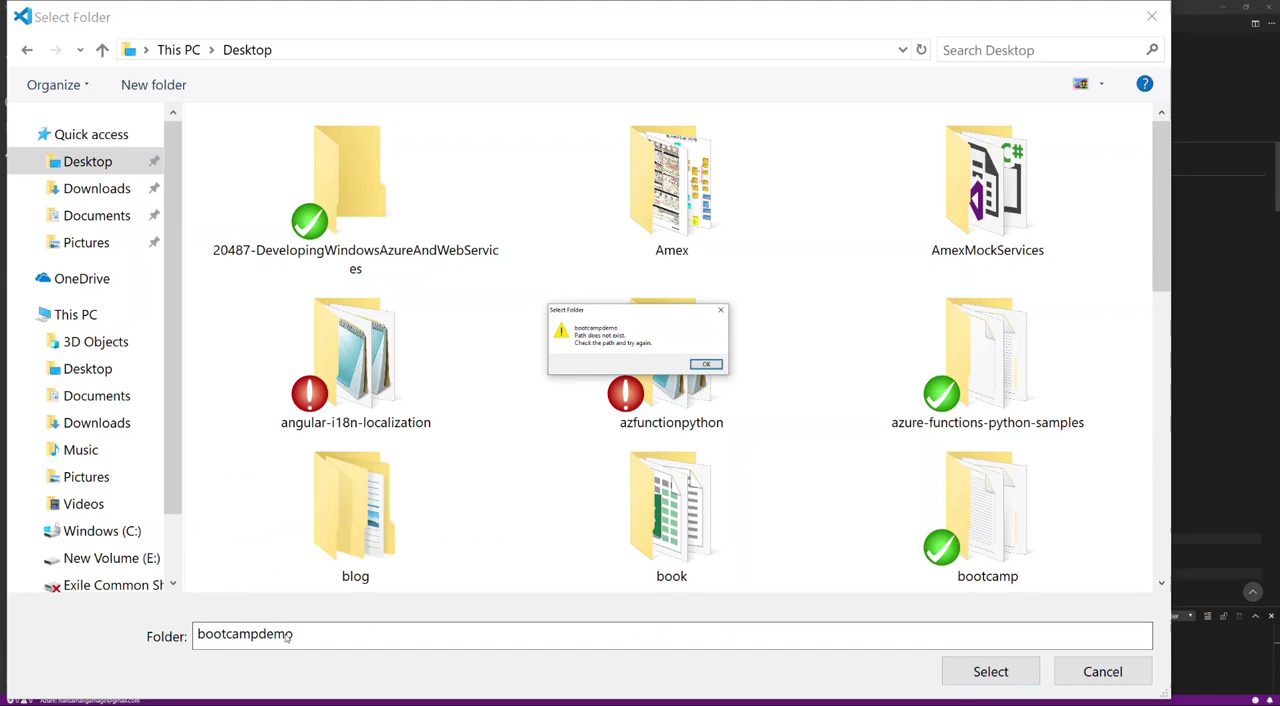 Select Folder
This PC
Desktop
Search Desktop
Organize
New folder
Quick access
Desktop
Downloads
Documents
Pictures
OneDrive
This PC
3D Objects
Desktop
Documents
Downloads
Music
Pictures
Videos
Windows (C:)
New Volume (E:)
Exile Common Sh
20487-DevelopingWindowsAzureAndWebServic
es
Amex
C#
AmexMockServices
angular-i18n-localization
azfunctionpython
azure-functions-python-samples
blog
book
bootcamp
Select Folder
bootcampdemo
Path does not exist.
Check the path and try again.
OK
Folder:
bootcampdemo
Select
Cancel